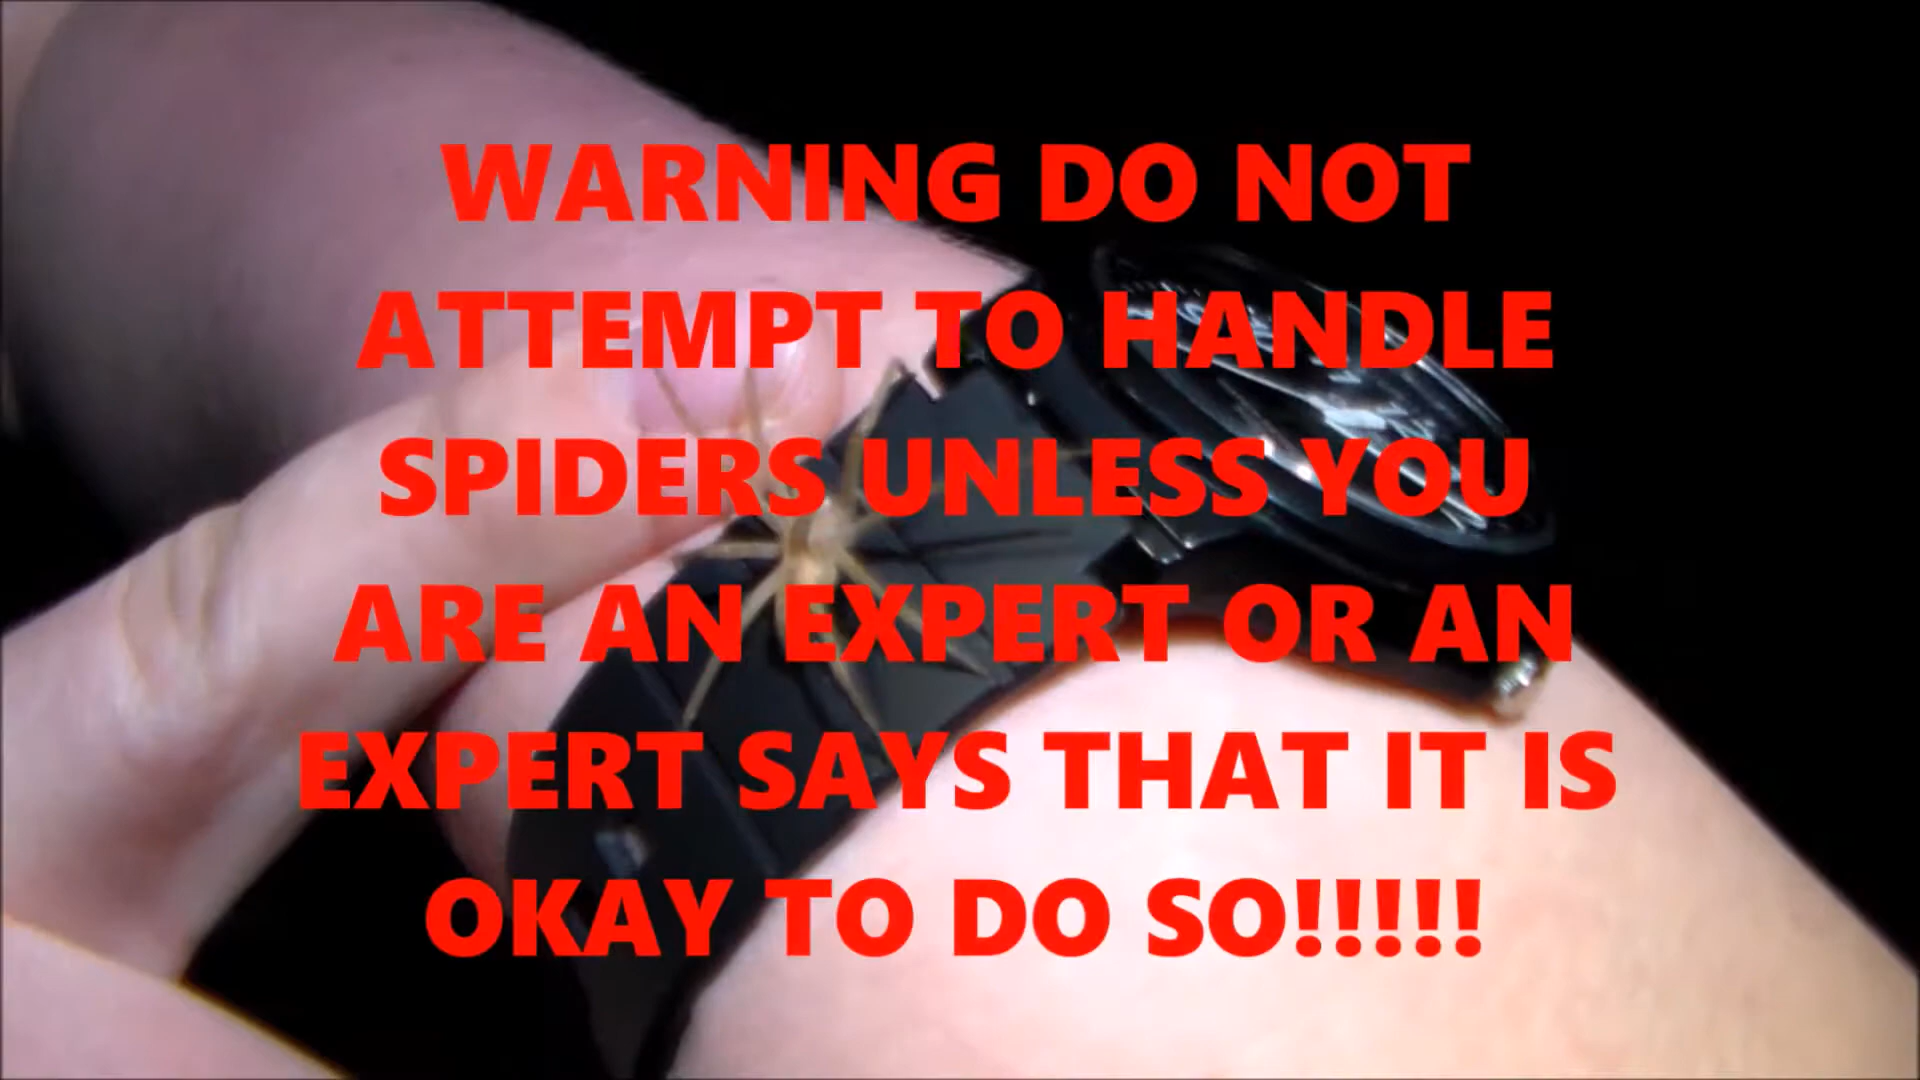 WARNING DO NOT
ATTEMPT TO HANDLE
SPIDERS UNLESS YOU
ARE AN EXPERT OR AN
EXPERT SAYS THAT IT IS
OKAY TO DO SO!!!!!